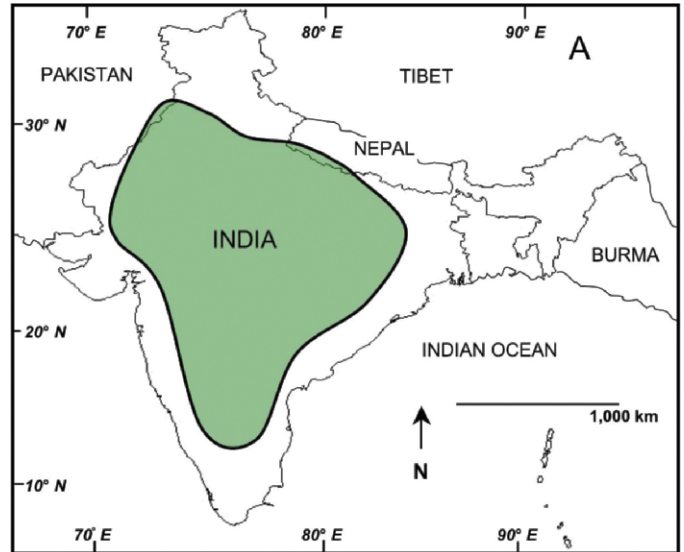 70° E
80° E
90° E
A
PAKISTAN
TIBET
30° N
NEPAL
INDIA
BURMA
20° N
INDIAN OCEAN
1,000 km
N
10° N
70° E
80° E
90° E